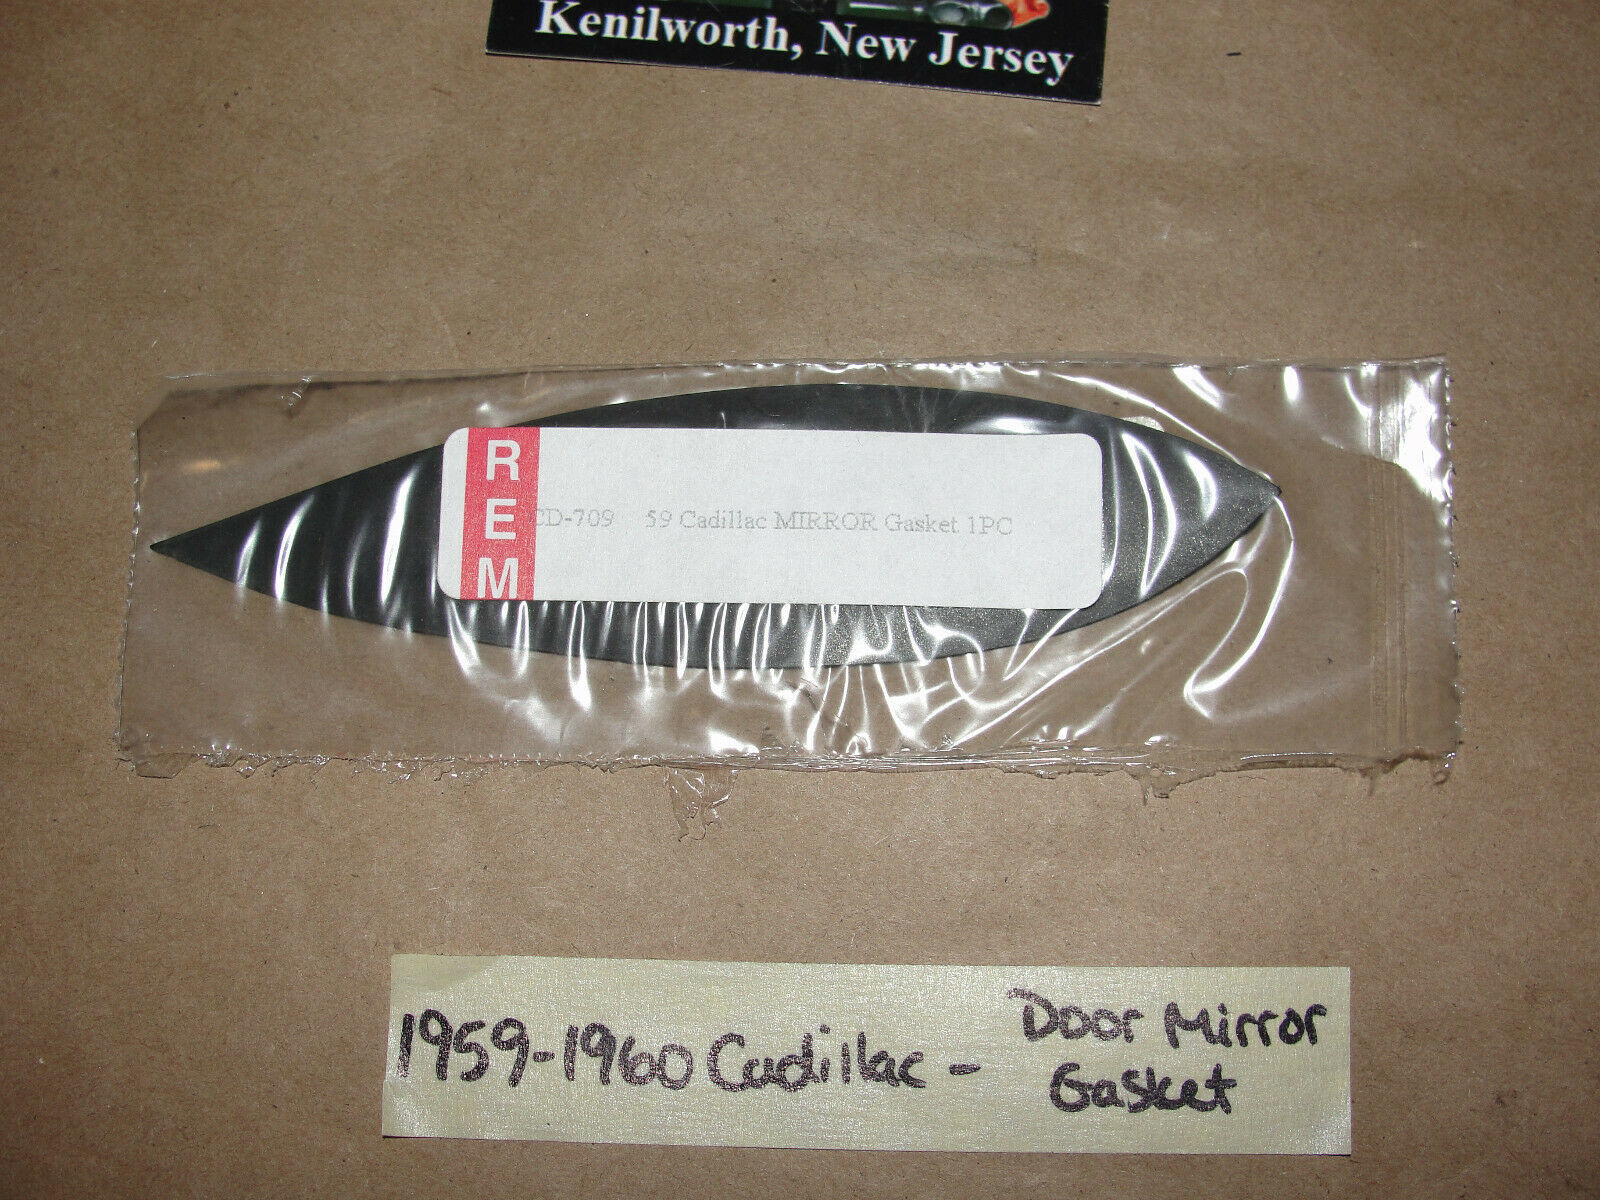 Kenilworth, New Jersey
REM
CD-709 59 Cadillac MIRROR Gasket 1PC
1959-1960 Cadillac - Door Mirror
Gasket